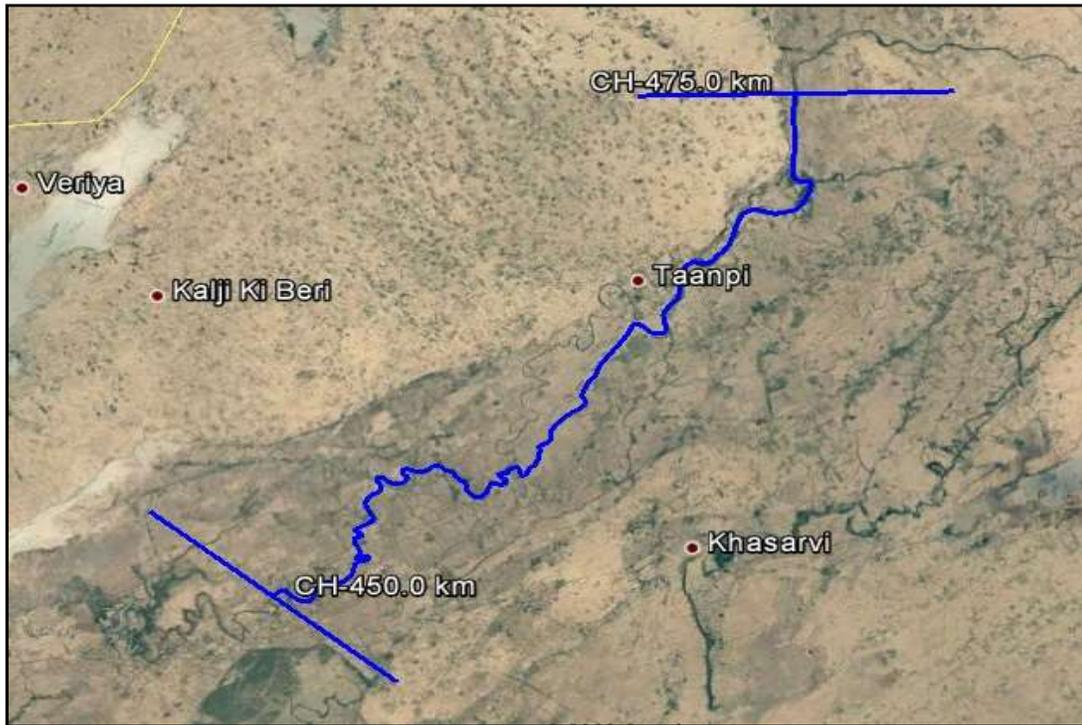 CH-475.0 km
Veriya
Taanpi
Kalji Ki Beri
Khasarvi
CH-450.0 km